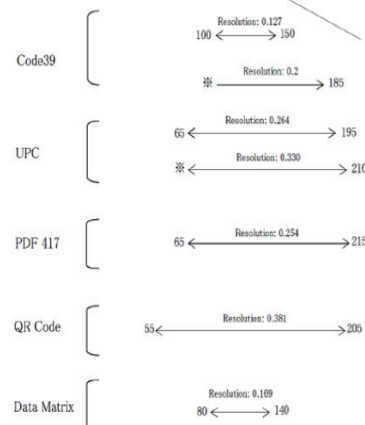 Code39
Resolution: 0.127
100 150
Resolution: 0.2
※ 185
UPC
Resolution: 0.264
65 195
Resolution: 0.330
※ 210
PDF 417
Resolution: 0.254
65 215
QR Code
Resolution: 0.381
55 205
Data Matrix
Resolution: 0.169
80 140